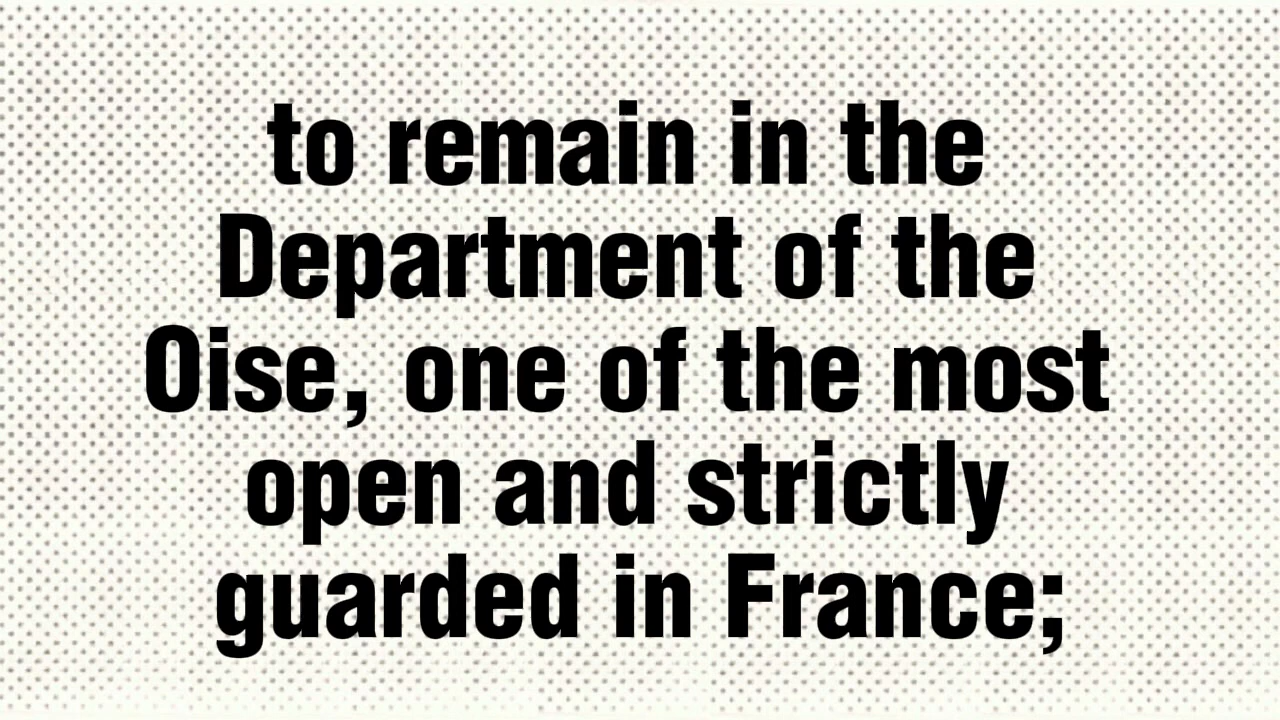 to remain in the
Department of the
Oise, one of the most
open and strictly
guarded in France;